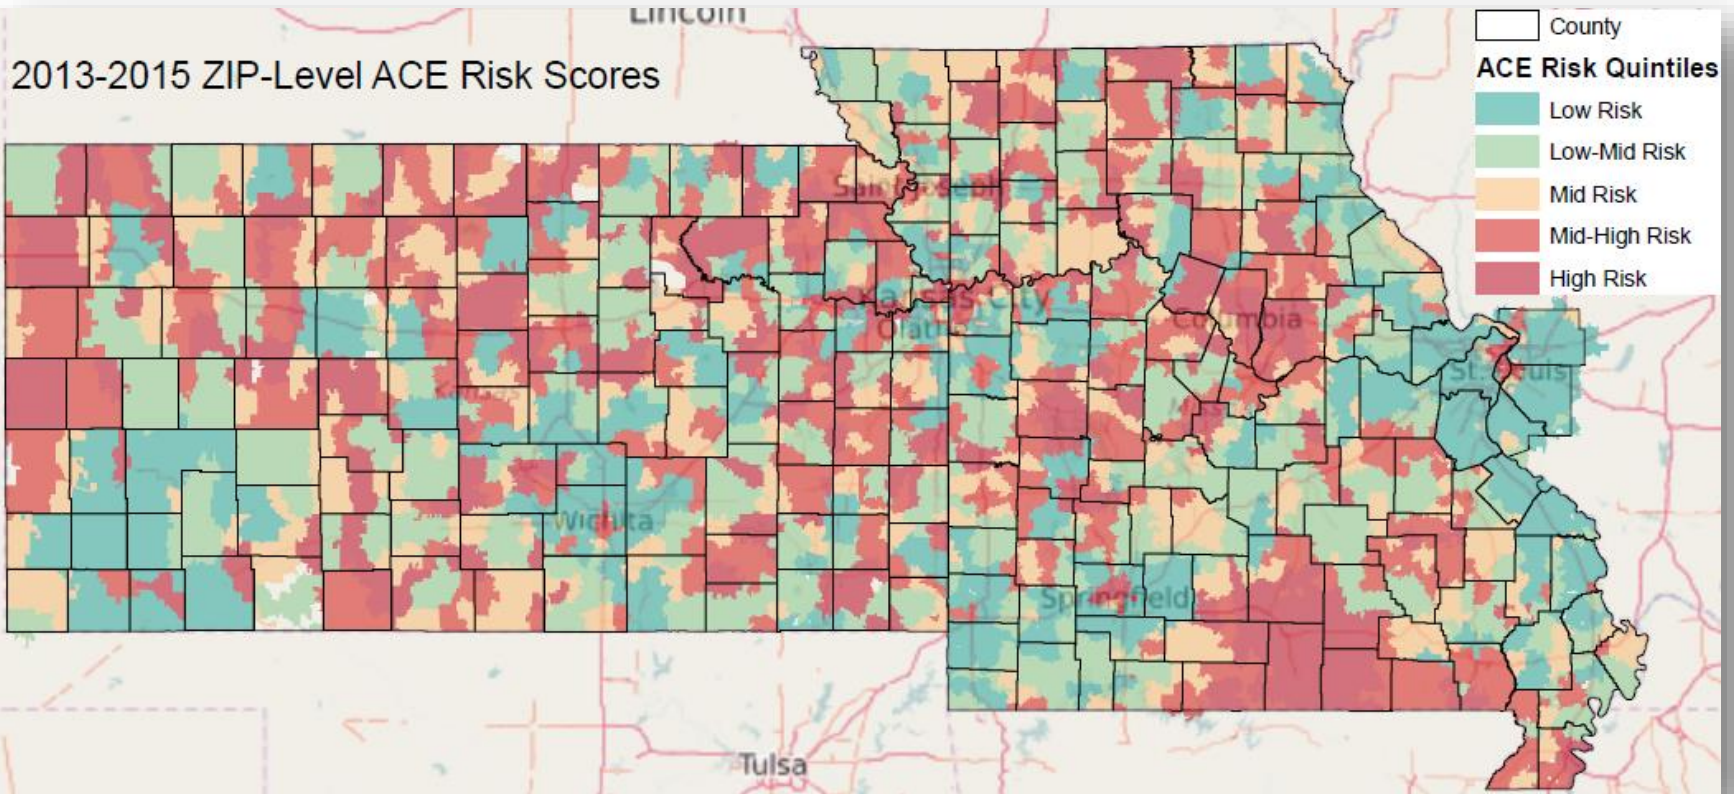 Lincoln
2013-2015 ZIP-Level ACE Risk Scores
County
ACE Risk Quintiles
Low Risk
Low-Mid Risk
Mid Risk
Mid-High Risk
High Risk
Saint Joseph
Kansas City
Olathe
Columbia
St. Louis
Kansas
Wichita
Springfield
Tulsa